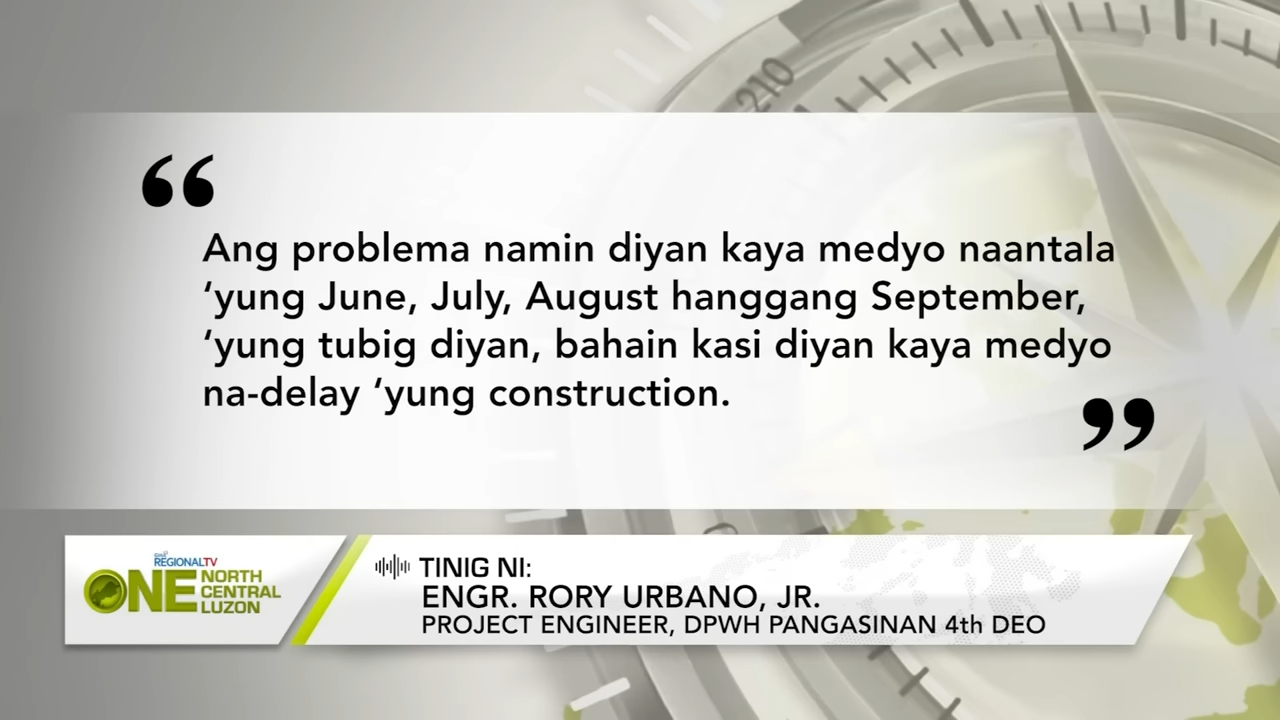 210
“
Ang problema namin diyan kaya medyo naantala
‘yung June, July, August hanggang September,
‘yung tubig diyan, bahain kasi diyan kaya medyo
na-delay ‘yung construction.
”
GMA
REGIONALTV
ONE NORTH CENTRAL LUZON
TINIG NI:
ENGR. RORY URBANO, JR.
PROJECT ENGINEER, DPWH PANGASINAN 4th DEO